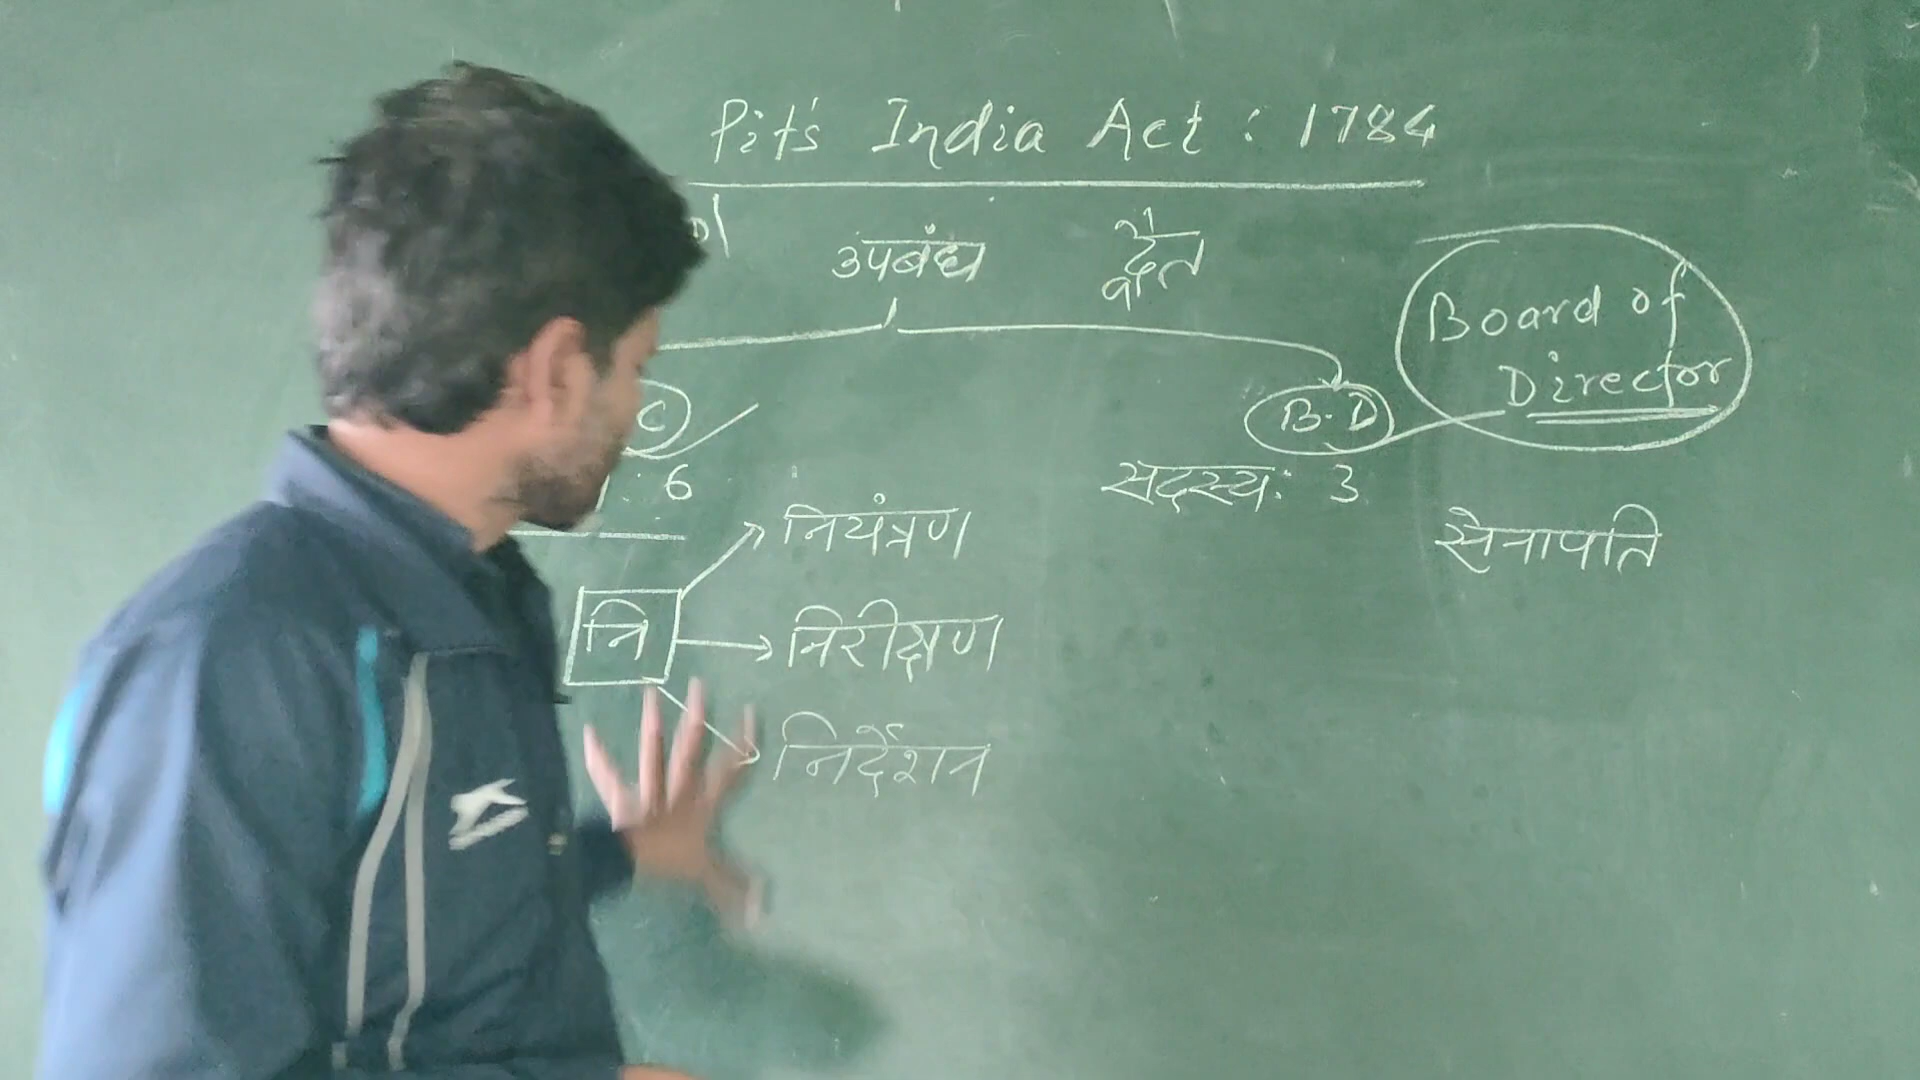 Pit's India Act : 1784
D
उपबंध द्वैत
Board of
Director
C
B.D
: 6
सदस्य: 3
नियंत्रण
सेनापति
नि
निरीक्षण
निर्देशन